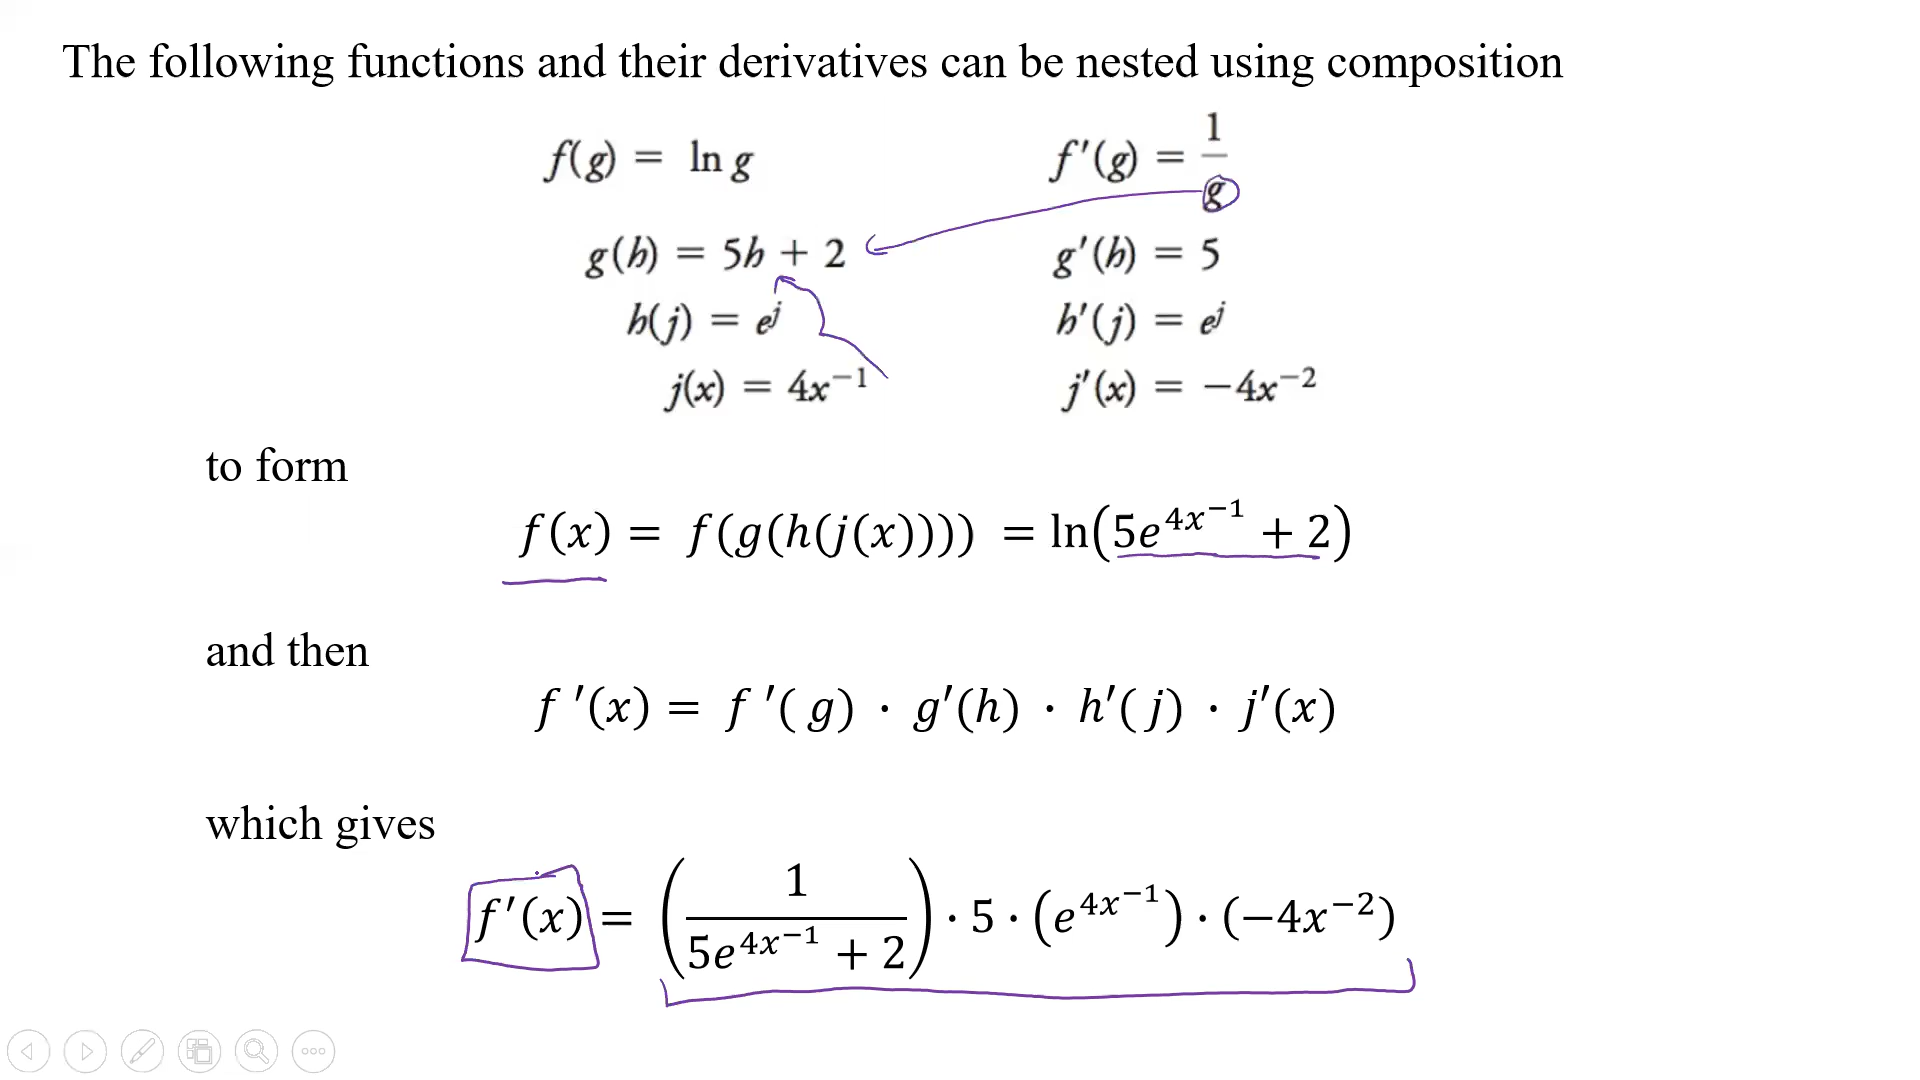 The following functions and their derivatives can be nested using composition
f(g) = ln g    f′(g) = 1/g
g(h) = 5h + 2    g′(h) = 5
h(j) = e^j    h′(j) = e^j
j(x) = 4x^−1    j′(x) = −4x^−2
to form
f(x) = f(g(h(j(x)))) = ln(5e^(4x^−1) + 2)
and then
f ′(x) = f ′( g) · g′(h) · h′( j) · j′(x)
which gives
f′(x) = (1/(5e^(4x^−1) + 2)) · 5 · (e^(4x^−1)) · (−4x^−2)